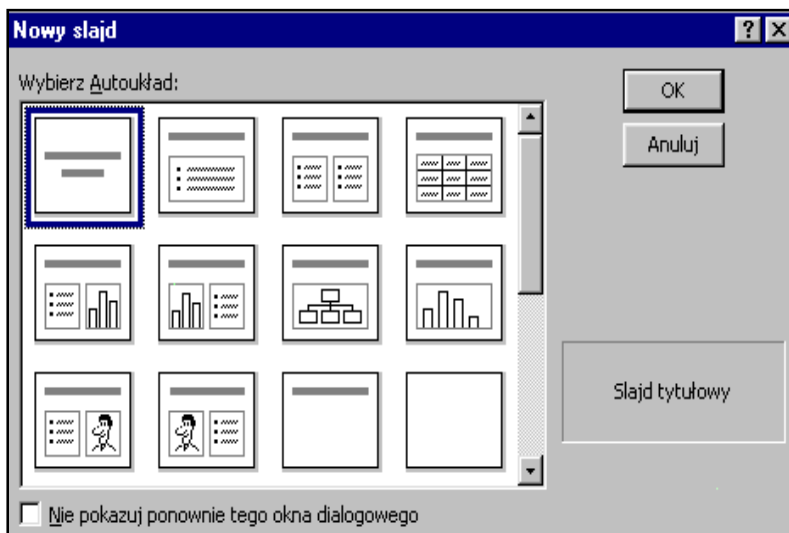 Nowy slajd
Wybierz Autoukład:
OK
Anuluj
Slajd tytułowy
Nie pokazuj ponownie tego okna dialogowego